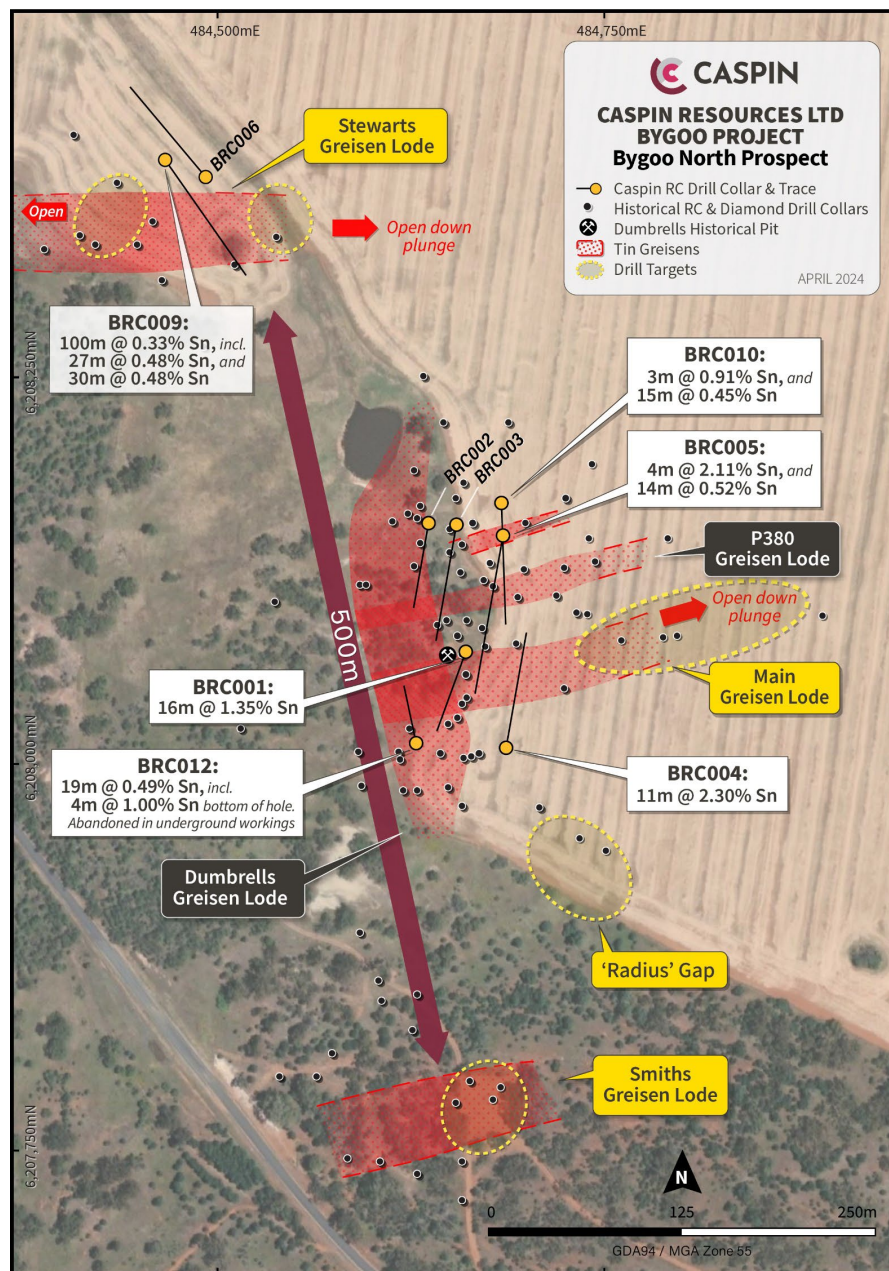 484,500mE
484,750mE
CASPIN
CASPIN RESOURCES LTD
BYGOO PROJECT
Bygoo North Prospect
Caspin RC Drill Collar & Trace
Historical RC & Diamond Drill Collars
Dumbrells Historical Pit
Tin Greisens
Drill Targets
APRIL 2024
BRC006
Stewarts
Greisen Lode
Open
Open down
plunge
BRC009:
100m @ 0.33% Sn, incl.
27m @ 0.48% Sn, and
30m @ 0.48% Sn
6,208,250mN
BRC010:
3m @ 0.91% Sn, and
15m @ 0.45% Sn
BRC002
BRC003
BRC005:
4m @ 2.11% Sn, and
14m @ 0.52% Sn
P380
Greisen Lode
500m
Open down
plunge
Main
Greisen Lode
BRC001:
16m @ 1.35% Sn
6,208,000mN
BRC012:
19m @ 0.49% Sn, incl.
4m @ 1.00% Sn bottom of hole.
Abandoned in underground workings
BRC004:
11m @ 2.30% Sn
Dumbrells
Greisen Lode
'Radius' Gap
Smiths
Greisen Lode
6,207,750mN
N
0
125
250m
GDA94 / MGA Zone 55